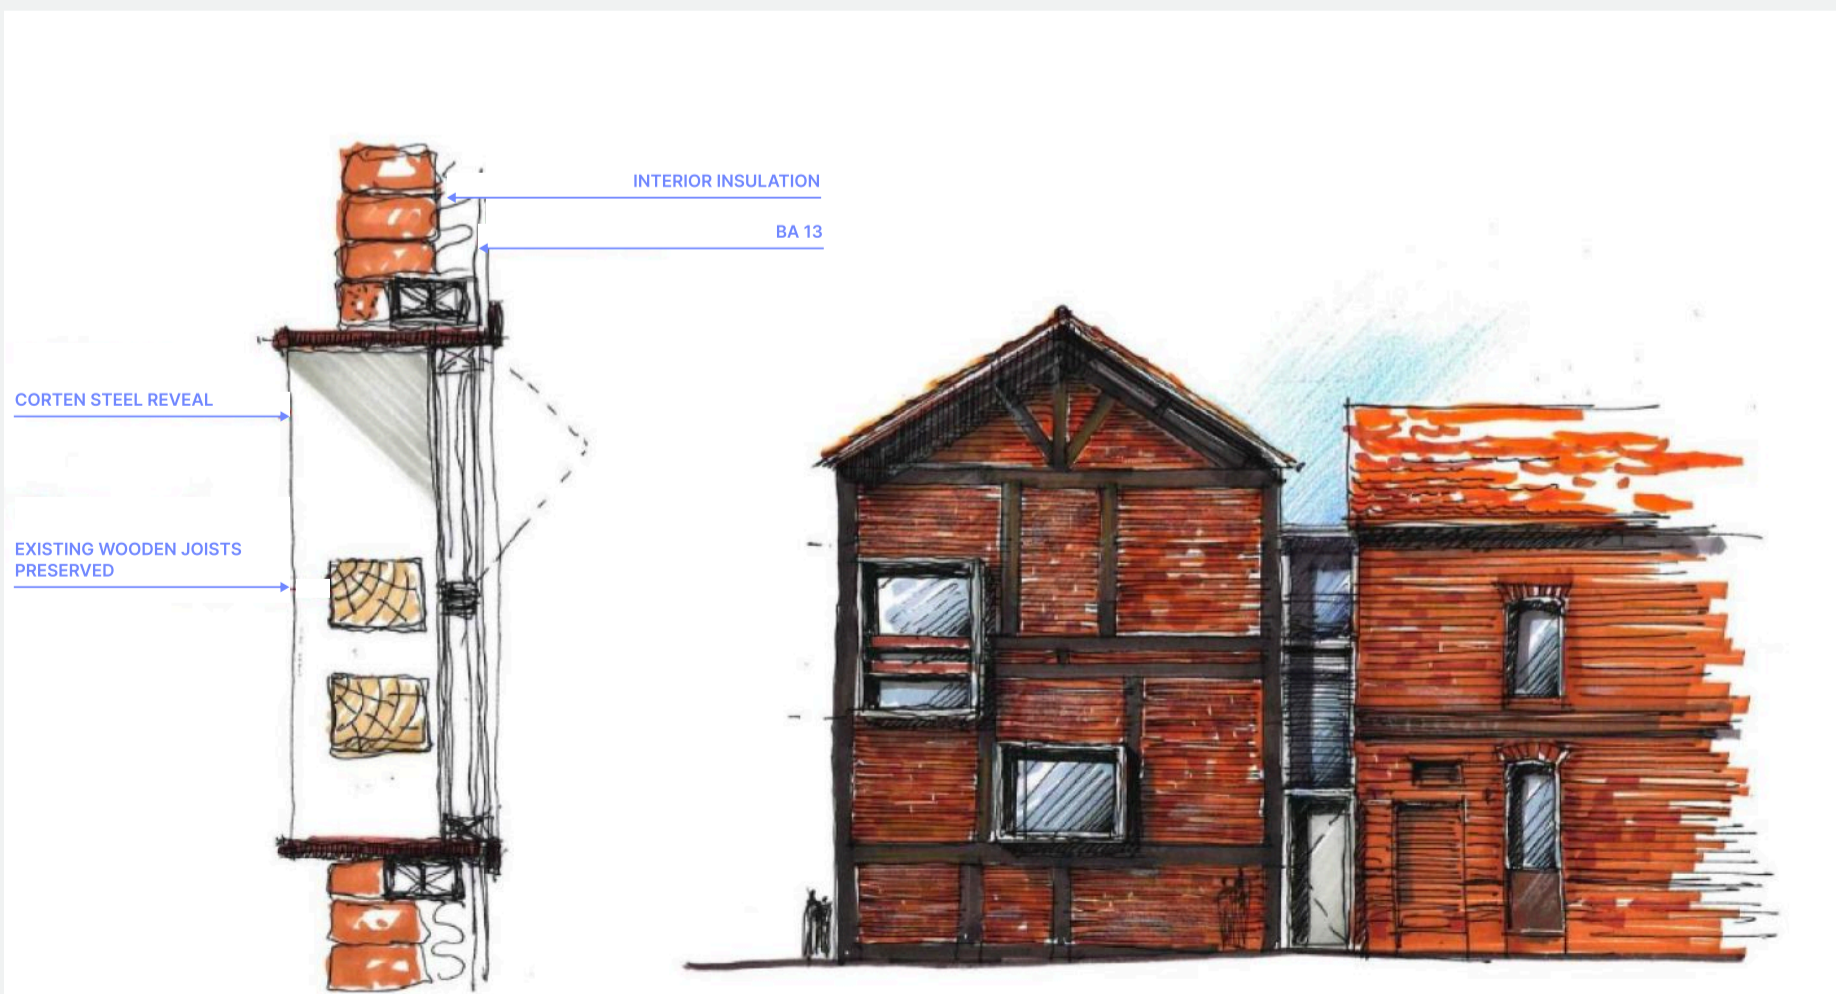 INTERIOR INSULATION
BA 13
CORTEN STEEL REVEAL
EXISTING WOODEN JOISTS
PRESERVED